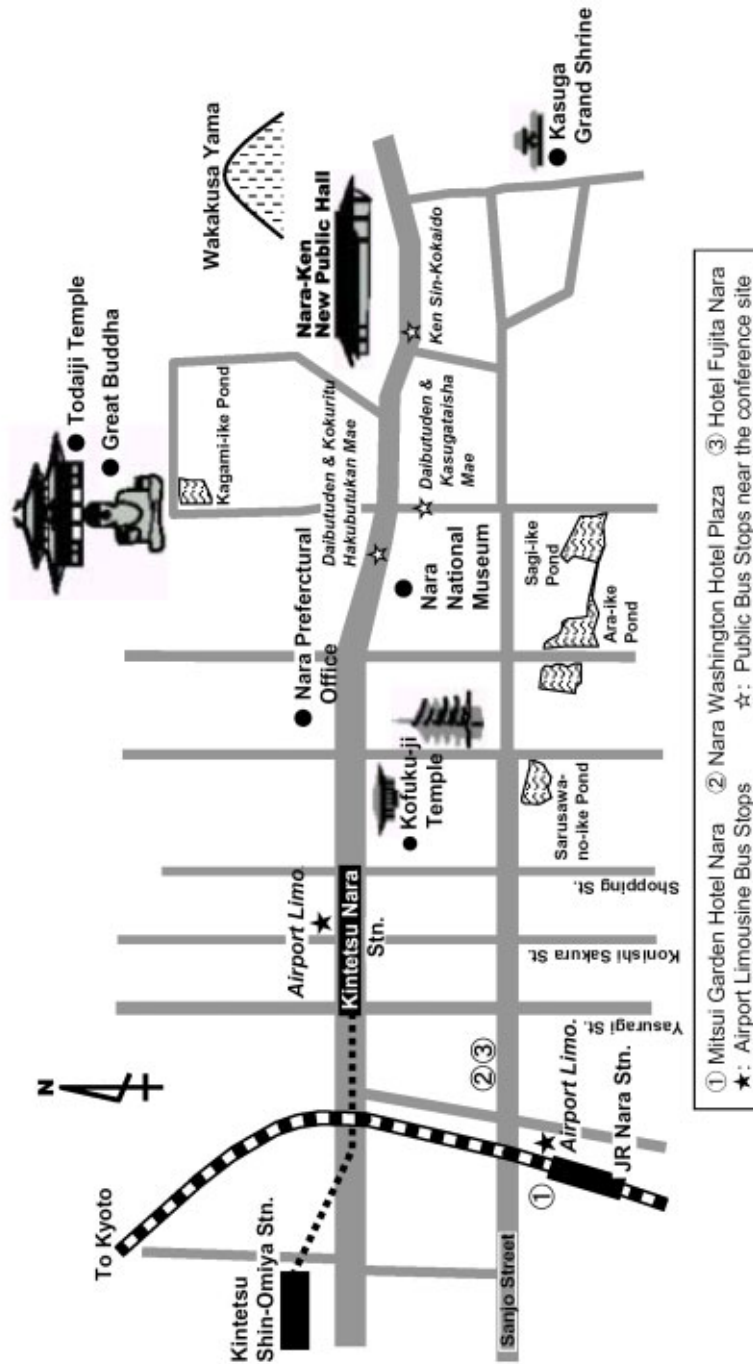 N
To Kyoto
Kintetsu
Shin-Omiya Stn.
Airport Limo.
Kintetsu Nara
Stn.
Nara Preferctural
Office
Todaiji Temple
Great Buddha
Kagami-ike Pond
Wakakusa Yama
Nara-Ken
New Public Hall
Daibutuden & Kokuritu
Hakubutukan Mae
Daibutuden &
Kasugataisha
Mae
Ken Sin-Kokaido
Kasuga
Grand Shrine
Nara
National
Museum
Kofuku-ji
Temple
Sarusawa-
no-ike Pond
Sagi-ike
Pond
Ara-ike
Pond
Shopping St.
Konishi Sakura St.
Yasuragi St.
②③
Sanjo Street
①
Airport Limo.
JR Nara Stn.
① Mitsui Garden Hotel Nara ② Nara Washington Hotel Plaza ③ Hotel Fujita Nara
★: Airport Limousine Bus Stops ☆: Public Bus Stops near the conference site